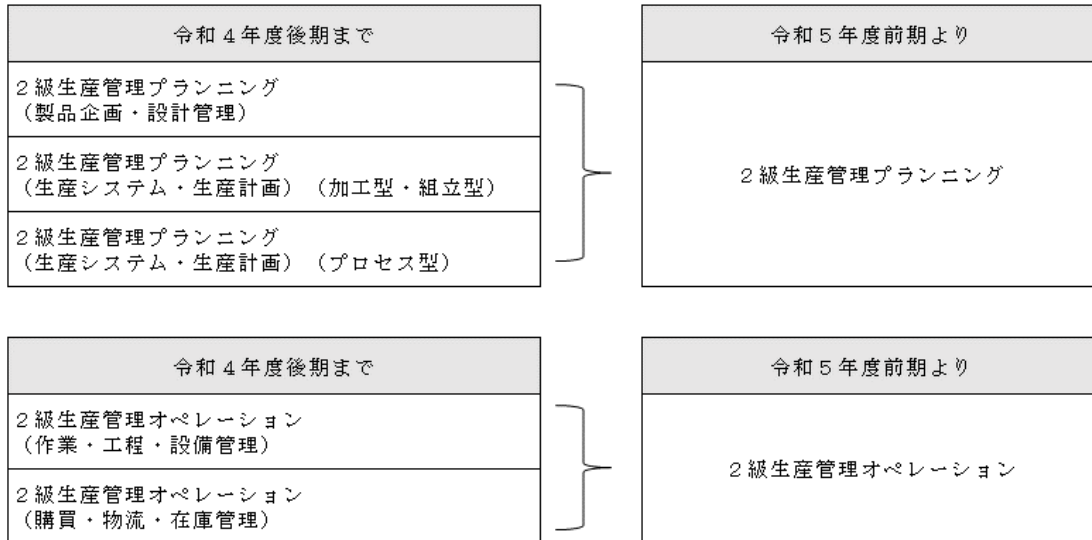 令和４年度後期まで
令和５年度前期より
２級生産管理プランニング
（製品企画・設計管理）
２級生産管理プランニング
（生産システム・生産計画）（加工型・組立型）
２級生産管理プランニング
（生産システム・生産計画）（プロセス型）
２級生産管理プランニング
令和４年度後期まで
令和５年度前期より
２級生産管理オペレーション
（作業・工程・設備管理）
２級生産管理オペレーション
（購買・物流・在庫管理）
２級生産管理オペレーション